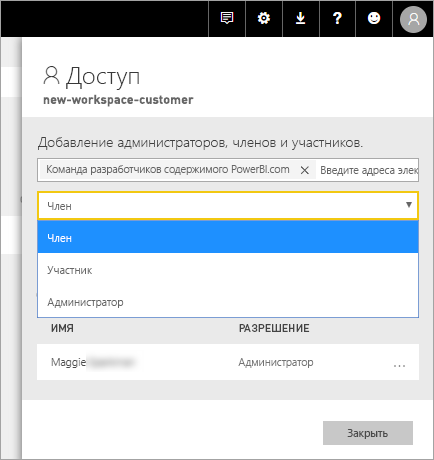 ?
Доступ
new-workspace-customer
Добавление администраторов, членов и участников.
Команда разработчиков содержимого PowerBI.com × Введите адреса элек
Член
Член
Участник
Администратор
ИМЯ РАЗРЕШЕНИЕ
Maggie Администратор ...
Закрыть